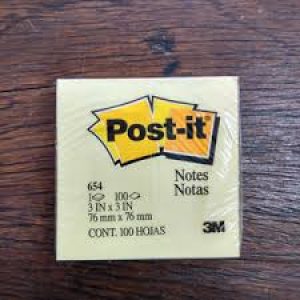 Post-it
Notes
Notas
654
1 100
3 IN x 3 IN
76 mm x 76 mm
CONT. 100 HOJAS
3M